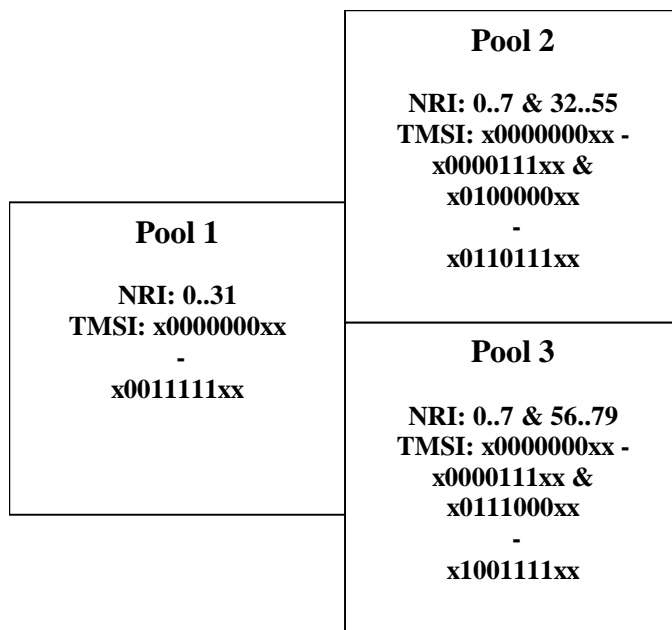 Pool 2
NRI: 0..7 & 32..55
TMSI: x0000000xx -
x0000111xx &
x0100000xx
-
x0110111xx
Pool 1
NRI: 0..31
TMSI: x0000000xx
-
x0011111xx
Pool 3
NRI: 0..7 & 56..79
TMSI: x0000000xx -
x0000111xx &
x0111000xx
-
x1001111xx